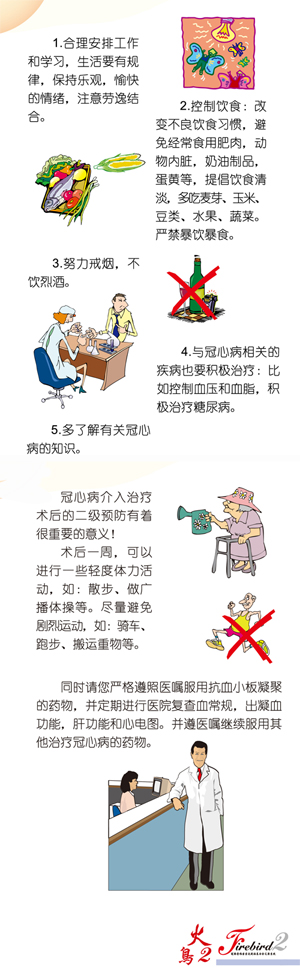 1.合理安排工作
和学习，生活要有规
律，保持乐观，愉快
的情绪，注意劳逸结
合。
2.控制饮食：改
变不良饮食习惯，避
免经常食用肥肉，动
物内脏，奶油制品，
蛋黄等，提倡饮食清
淡，多吃麦芽、玉米、
豆类、水果、蔬菜。
严禁暴饮暴食。
3.努力戒烟，不
饮烈酒。
4.与冠心病相关的
疾病也要积极治疗：比
如控制血压和血脂，积
极治疗糖尿病。
5.多了解有关冠心
病的知识。
冠心病介入治疗
术后的二级预防有着
很重要的意义！
术后一周，可以
进行一些轻度体力活
动，如：散步、做广
播体操等。尽量避免
剧烈运动，如：骑车、
跑步、搬运重物等。
同时请您严格遵照医嘱服用抗血小板凝聚
的药物，并定期进行医院复查血常规，出凝血
功能，肝功能和心电图。并遵医嘱继续服用其
他治疗冠心病的药物。
火鸟2 Firebird2